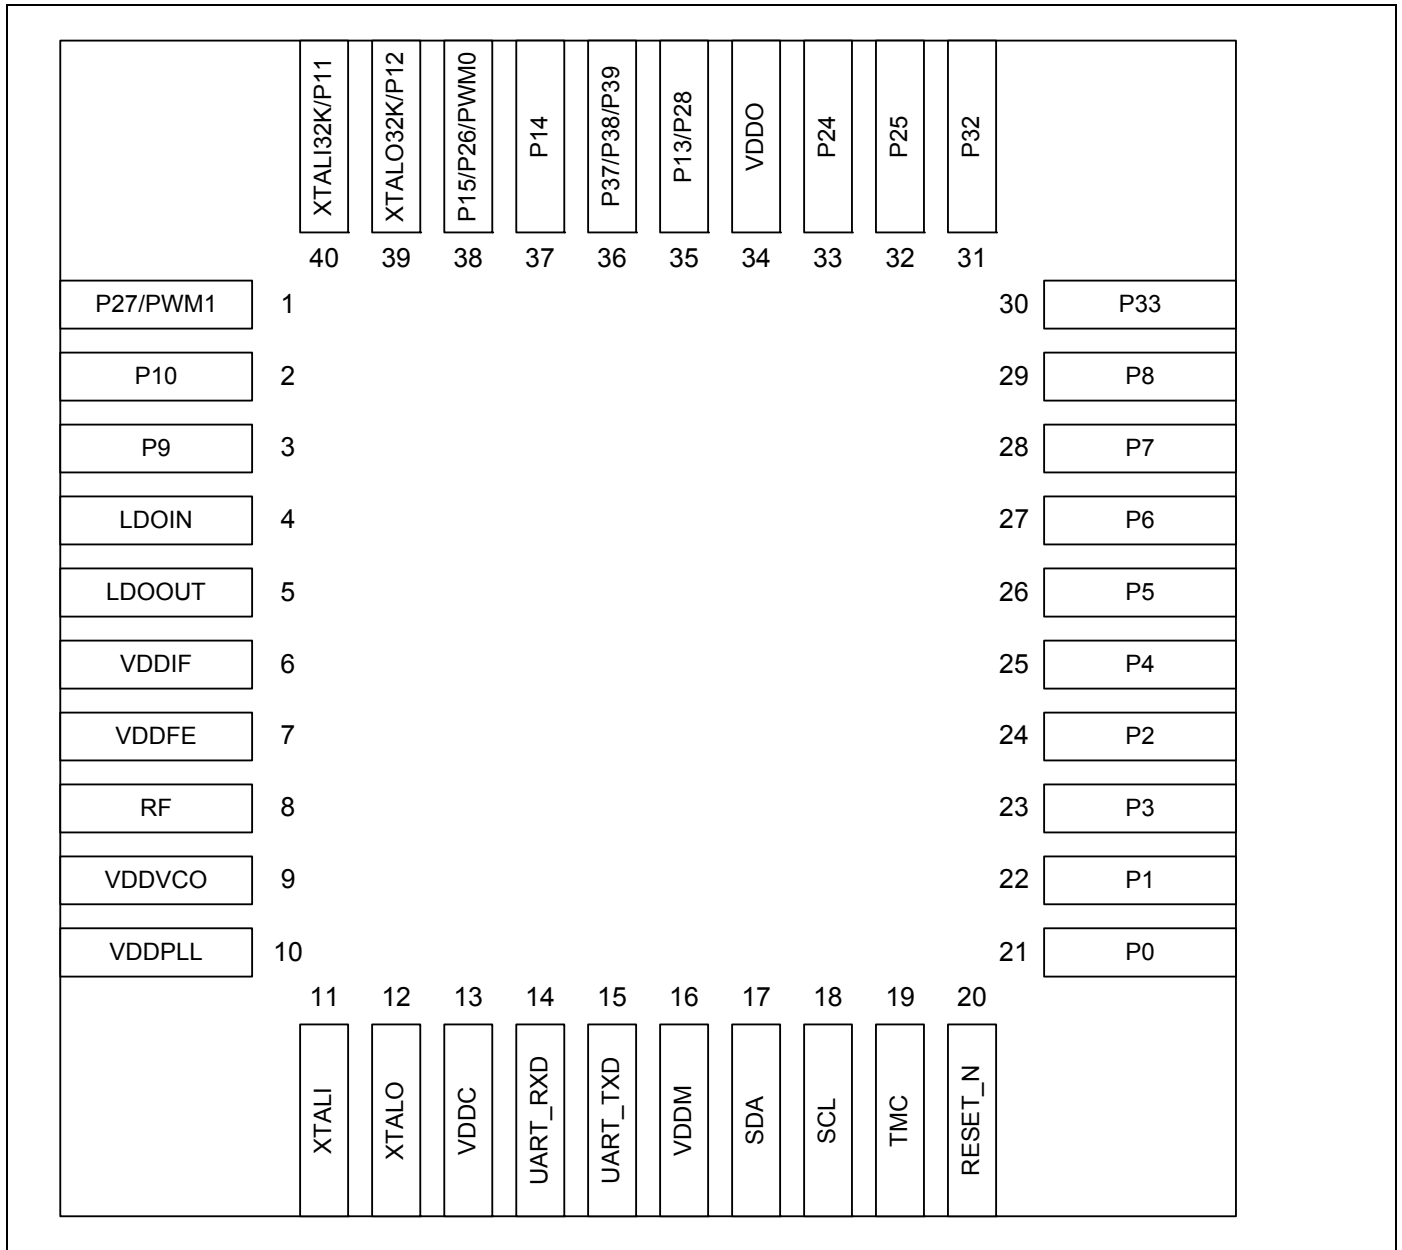 XTALI32K/P11 XTALO32K/P12 P15/P26/PWM0 P14 P37/P38/P39 P13/P28 VDDO P24 P25 P32
40 39 38 37 36 35 34 33 32 31
P27/PWM1 1 30 P33
P10 2 29 P8
P9 3 28 P7
LDOIN 4 27 P6
LDOOUT 5 26 P5
VDDIF 6 25 P4
VDDFE 7 24 P2
RF 8 23 P3
VDDVCO 9 22 P1
VDDPLL 10 21 P0
11 12 13 14 15 16 17 18 19 20
XTALI XTALO VDDC UART_RXD UART_TXD VDDM SDA SCL TMC RESET_N